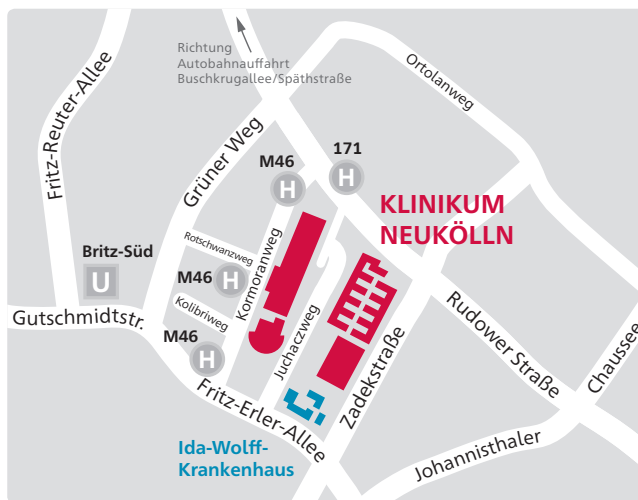 Richtung
Autobahnauffahrt
Buschkrugallee/Späthstraße
Ortolanweg
Fritz-Reuter-Allee
Grüner Weg
171
H
M46
H
KLINIKUM
NEUKÖLLN
Rotschwanzweg
Kormoranweg
Britz-Süd
U
M46
H
Kolibriweg
Juchaczweg
Rudower Straße
Gutschmidtstr.
M46
H
Zadekstraße
Chaussee
Fritz-Erler-Allee
Ida-Wolff-
Krankenhaus
Johannisthaler